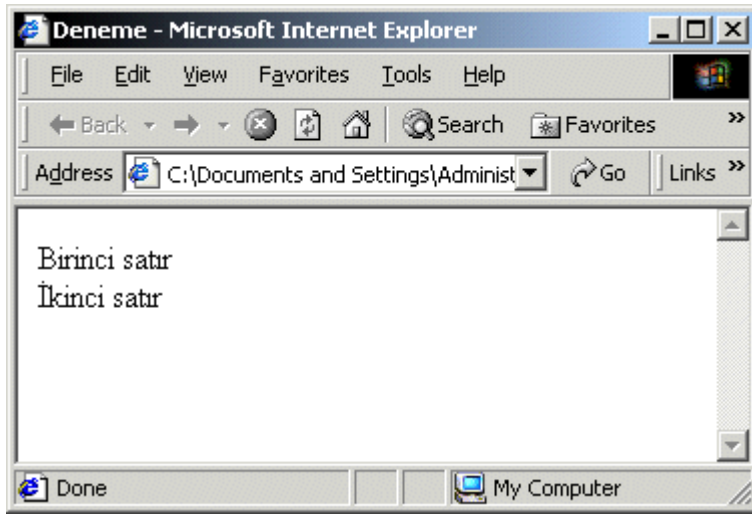 Deneme - Microsoft Internet Explorer
File Edit View Favorites Tools Help
Back Search Favorites »
Address C:\Documents and Settings\Administ Go Links »
Birinci satır
İkinci satır
Done My Computer